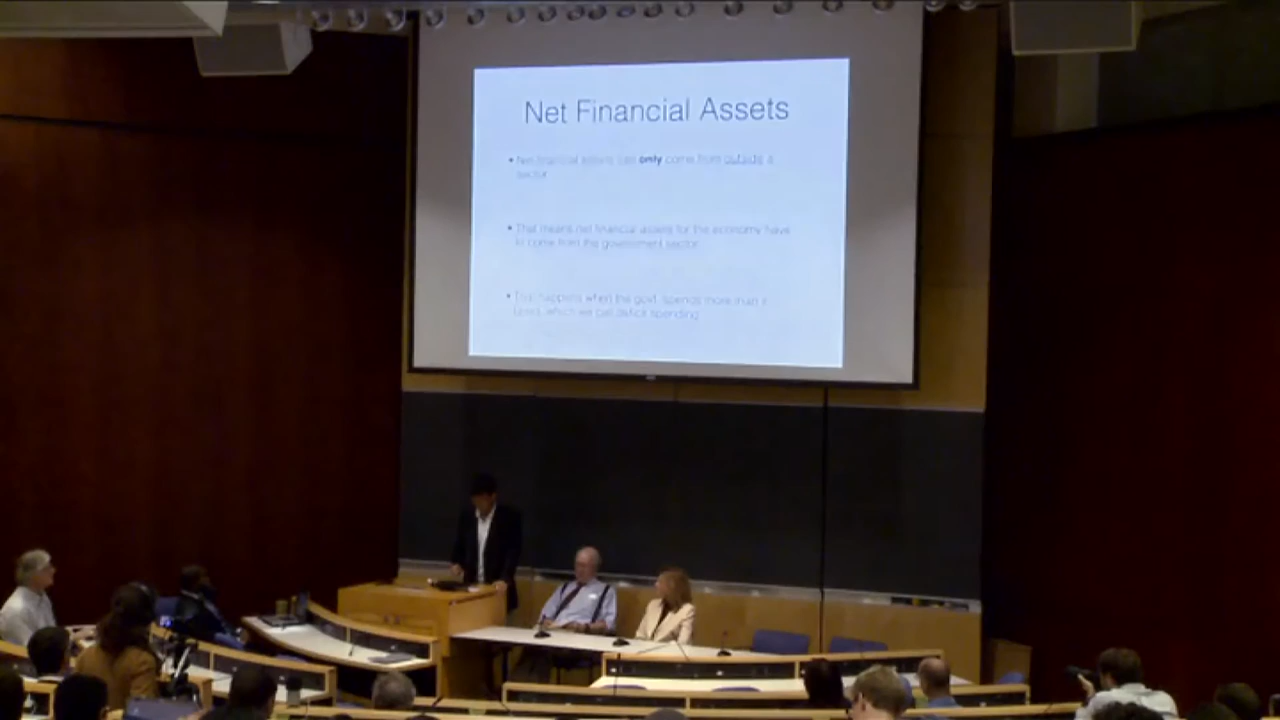 Net Financial Assets
• Net financial assets can only come from outside a
sector
• That means net financial assets for the economy have
to come from the government sector
• This happens when the govt. spends more than it
taxes, which we call deficit spending